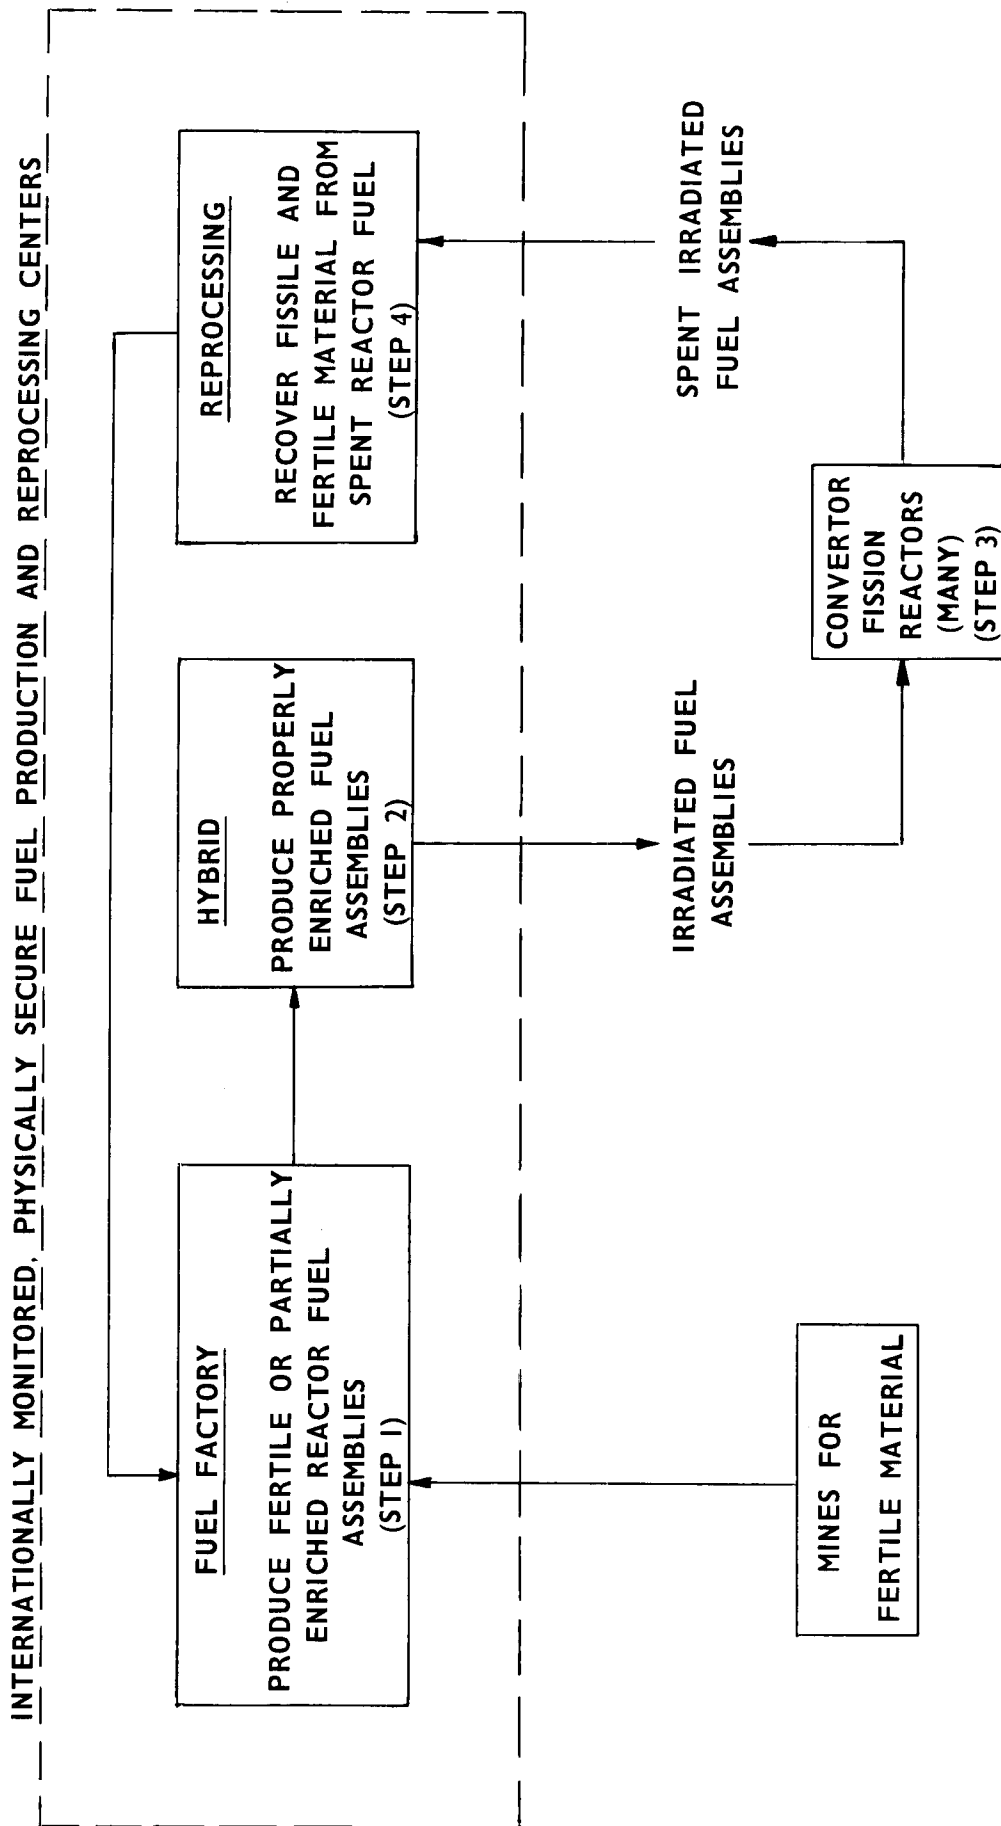 INTERNATIONALLY MONITORED, PHYSICALLY SECURE FUEL PRODUCTION AND REPROCESSING CENTERS
FUEL FACTORY
PRODUCE FERTILE OR PARTIALLY
ENRICHED REACTOR FUEL
ASSEMBLIES
(STEP 1)
HYBRID
PRODUCE PROPERLY
ENRICHED FUEL
ASSEMBLIES
(STEP 2)
REPROCESSING
RECOVER FISSILE AND
FERTILE MATERIAL FROM
SPENT REACTOR FUEL
(STEP 4)
IRRADIATED FUEL
ASSEMBLIES
SPENT IRRADIATED
FUEL ASSEMBLIES
MINES FOR
FERTILE MATERIAL
CONVERTOR
FISSION
REACTORS
(MANY)
(STEP 3)